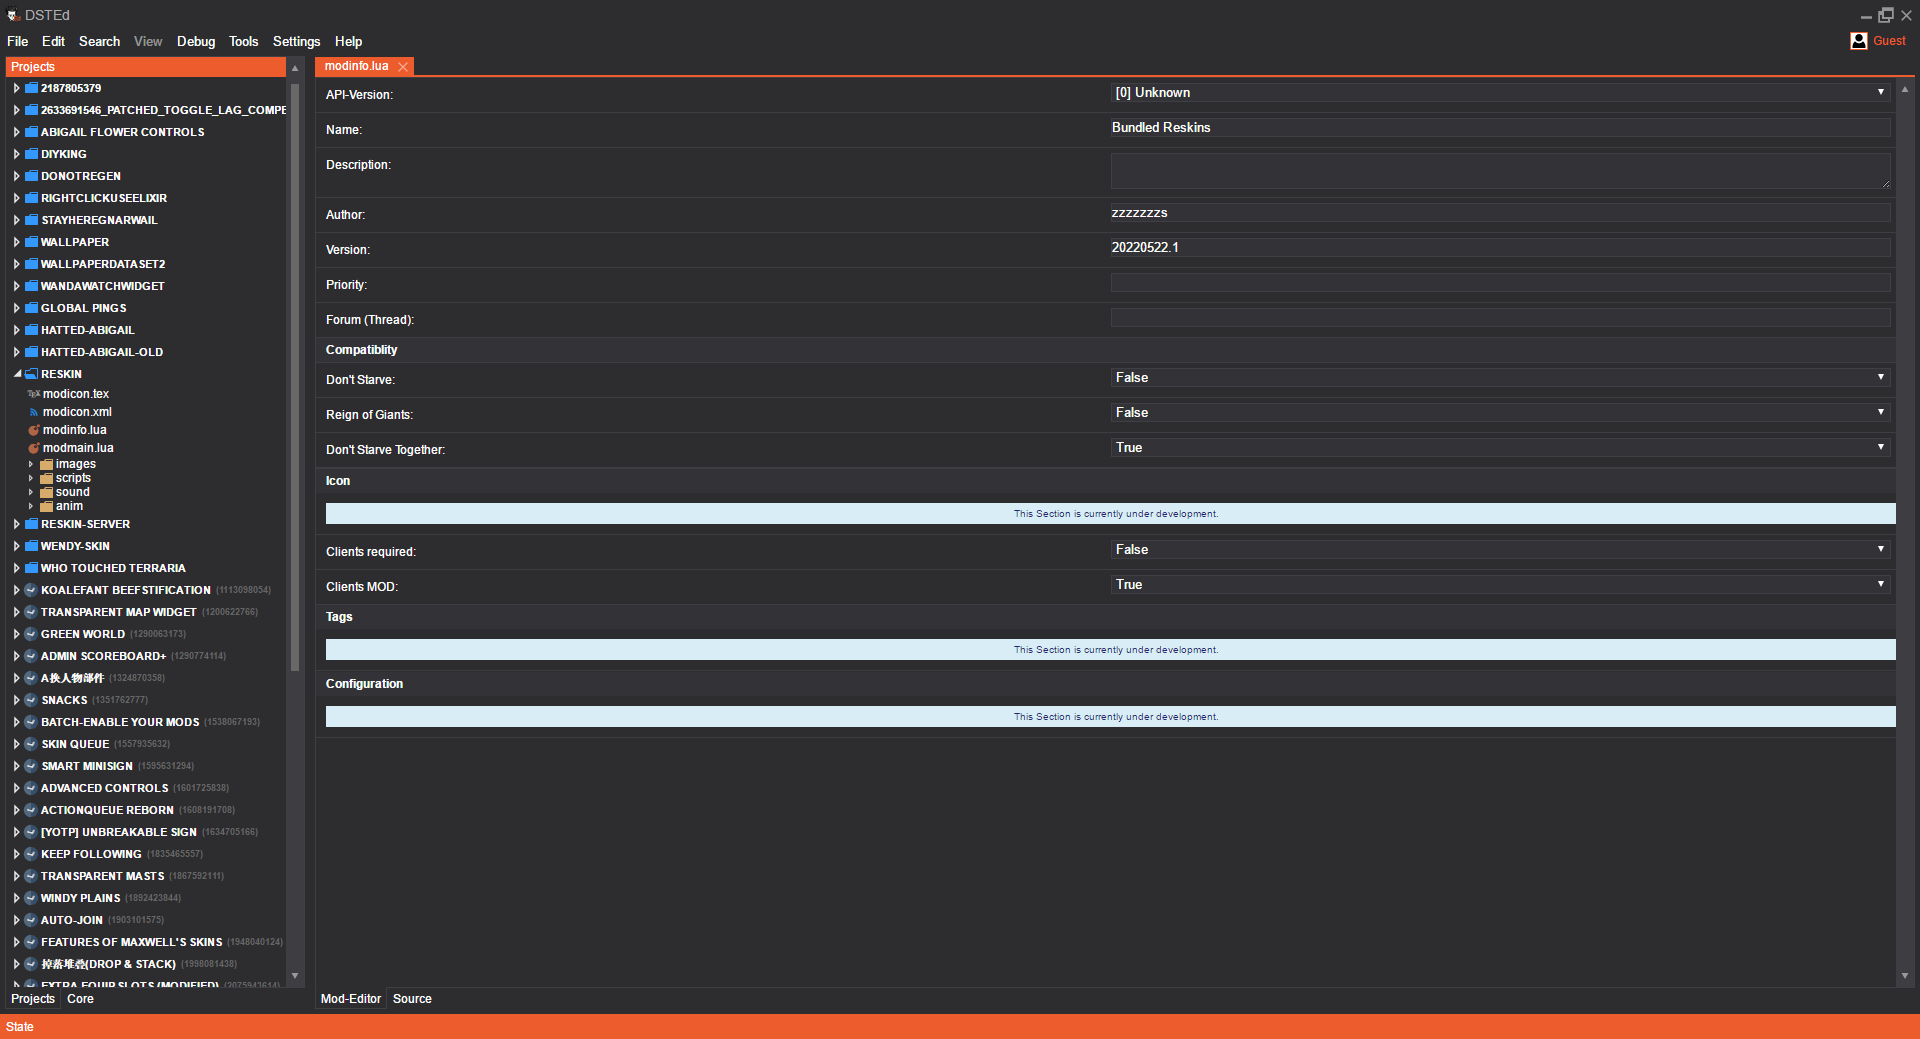 DSTEd
File Edit Search View Debug Tools Settings Help
Guest
Projects
2187805379
2633691546_PATCHED_TOGGLE_LAG_COMPE
ABIGAIL FLOWER CONTROLS
DIYKING
DONOTREGEN
RIGHTCLICKUSEELIXIR
STAYHEREGNARWAIL
WALLPAPER
WALLPAPERDATASET2
WANDAWATCHWIDGET
GLOBAL PINGS
HATTED-ABIGAIL
HATTED-ABIGAIL-OLD
RESKIN
modicon.tex
modicon.xml
modinfo.lua
modmain.lua
images
scripts
sound
anim
RESKIN-SERVER
WENDY-SKIN
WHO TOUCHED TERRARIA
KOALEFANT BEEFSTIFICATION (1113098054)
TRANSPARENT MAP WIDGET (1200622766)
GREEN WORLD (1290063173)
ADMIN SCOREBOARD+ (1290774114)
A换人物部件 (1324870358)
SNACKS (1351762777)
BATCH-ENABLE YOUR MODS (1538067193)
SKIN QUEUE (1557935632)
SMART MINISIGN (1595631294)
ADVANCED CONTROLS (1601725838)
ACTIONQUEUE REBORN (1608191708)
[YOTP] UNBREAKABLE SIGN (1634705166)
KEEP FOLLOWING (1835465557)
TRANSPARENT MASTS (1867592111)
WINDY PLAINS (1892423844)
AUTO-JOIN (1903101575)
FEATURES OF MAXWELL'S SKINS (1948040124)
掉落堆叠(DROP & STACK) (1998081438)
EXTRA EQUIP SLOTS (MODIFIED) (2075943614)
Projects Core
modinfo.lua
API-Version: [0] Unknown
Name: Bundled Reskins
Description:
Author: zzzzzzzs
Version: 20220522.1
Priority:
Forum (Thread):
Compatiblity
Don't Starve: False
Reign of Giants: False
Don't Starve Together: True
Icon
This Section is currently under development.
Clients required: False
Clients MOD: True
Tags
This Section is currently under development.
Configuration
This Section is currently under development.
Mod-Editor Source
State